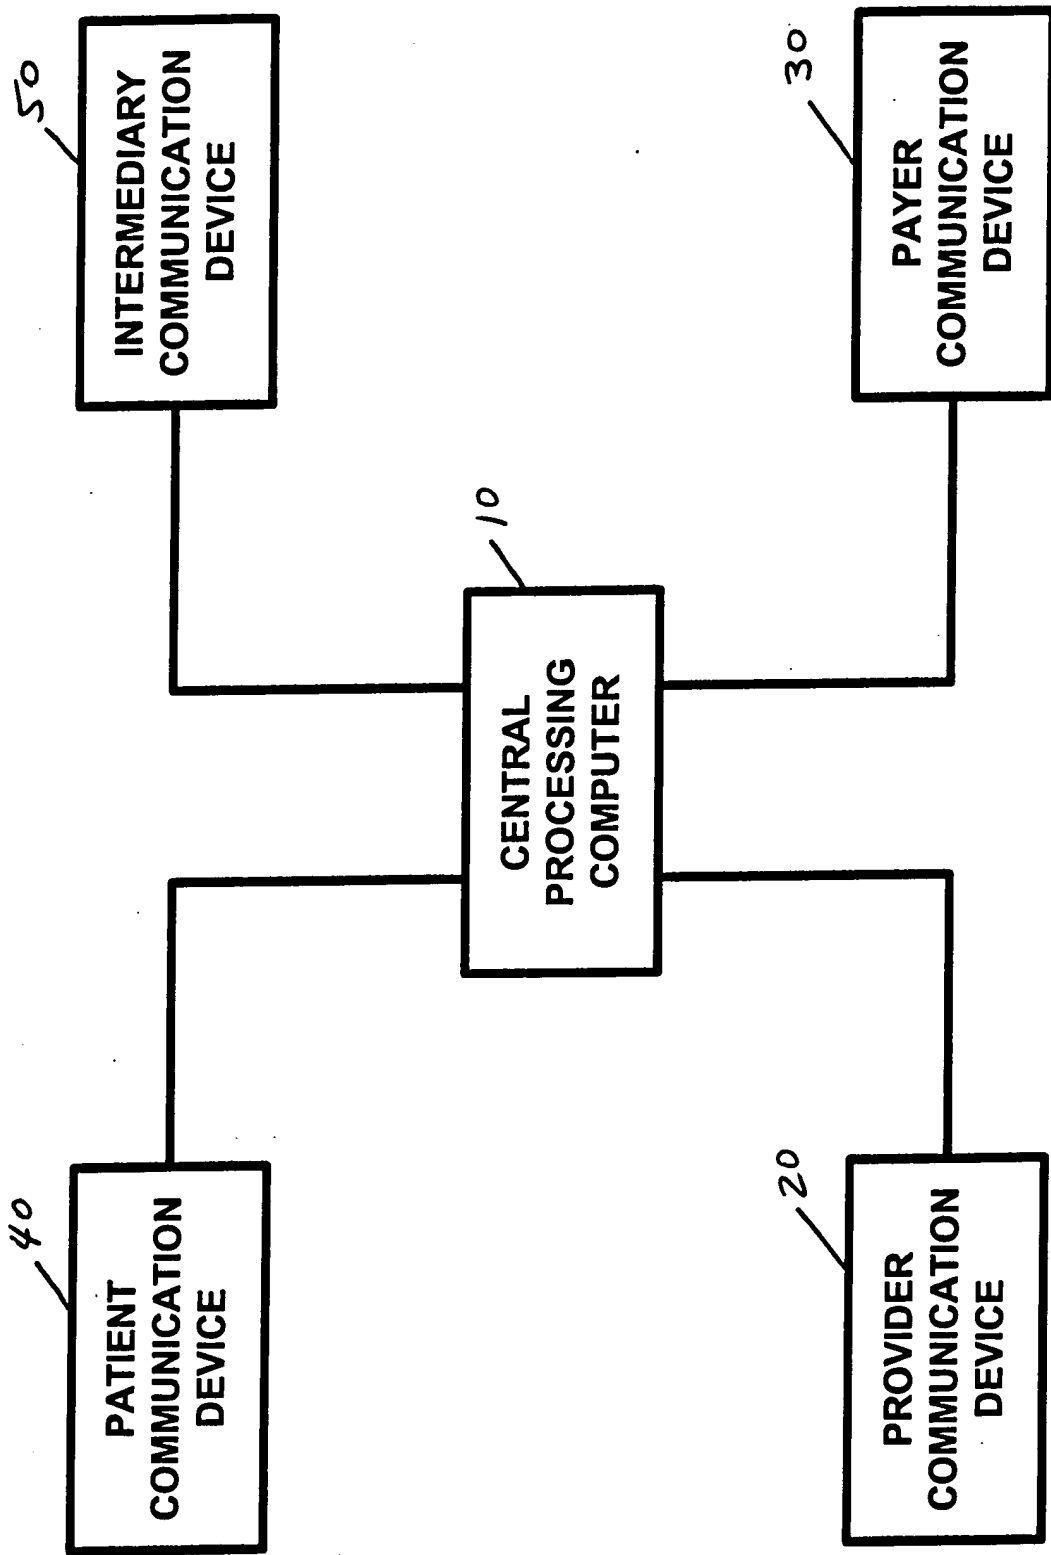 40
PATIENT
COMMUNICATION
DEVICE
50
INTERMEDIARY
COMMUNICATION
DEVICE
10
CENTRAL
PROCESSING
COMPUTER
20
PROVIDER
COMMUNICATION
DEVICE
30
PAYER
COMMUNICATION
DEVICE